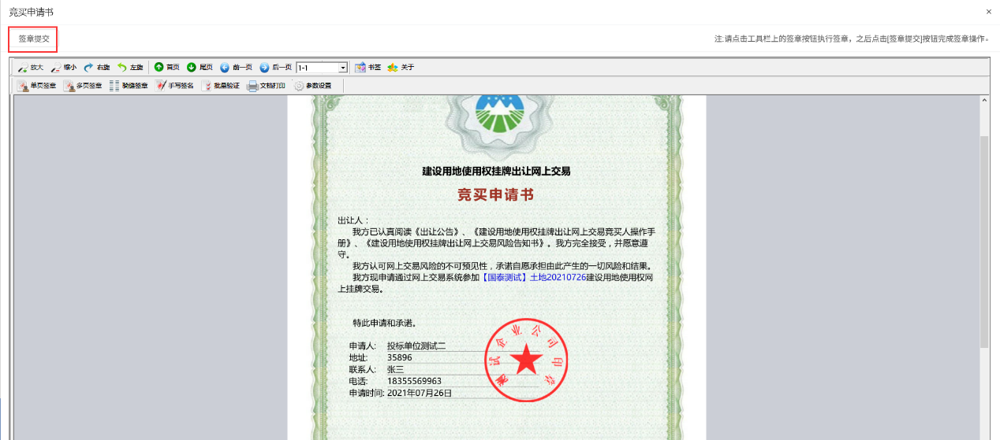 竞买申请书
×
签章提交
注:请点击工具栏上的签章按钮执行签章，之后点击[签章提交]按钮完成签章操作。
放大 缩小 右旋 左旋 首页 尾页 前一页 后一页 1-1 书签 关于
单页签章 多页签章 骑缝签章 手写签名 批量验证 文档打印 参数设置
建设用地使用权挂牌出让网上交易
竞买申请书
出让人：
我方已认真阅读《出让公告》、《建设用地使用权挂牌出让网上交易竞买人操作手
册》、《建设用地使用权挂牌出让网上交易风险告知书》。我方完全接受，并愿意遵
守。
我方认可网上交易风险的不可预见性，承诺自愿承担由此产生的一切风险和结果。
我方现申请通过网上交易系统参加【国泰测试】土地20210726建设用地使用权网
上挂牌交易。
特此申请和承诺。
申请人: 投标单位测试二
地址: 35896
联系人: 张三
电话: 18355569963
申请时间: 2021年07月26日
测试企业公司印章